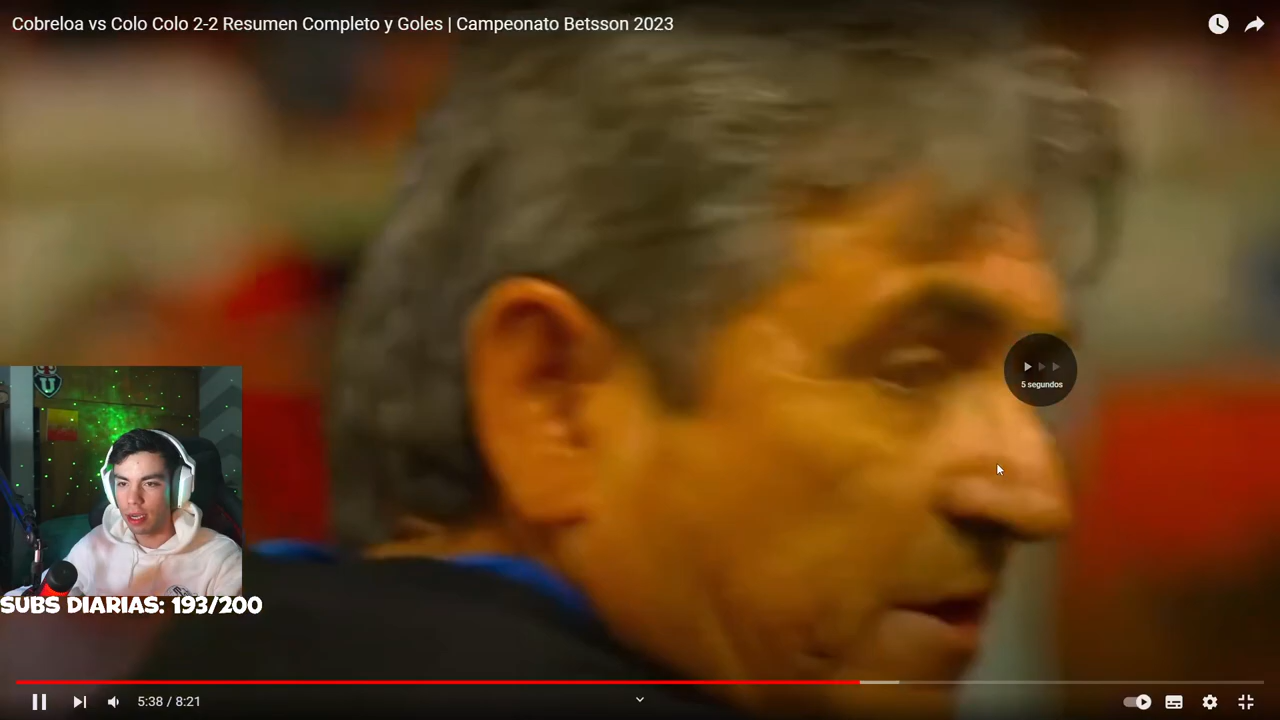 Cobreloa vs Colo Colo 2-2 Resumen Completo y Goles | Campeonato Betsson 2023
5 segundos
U
SUBS DIARIAS: 193/200
5:38 / 8:21